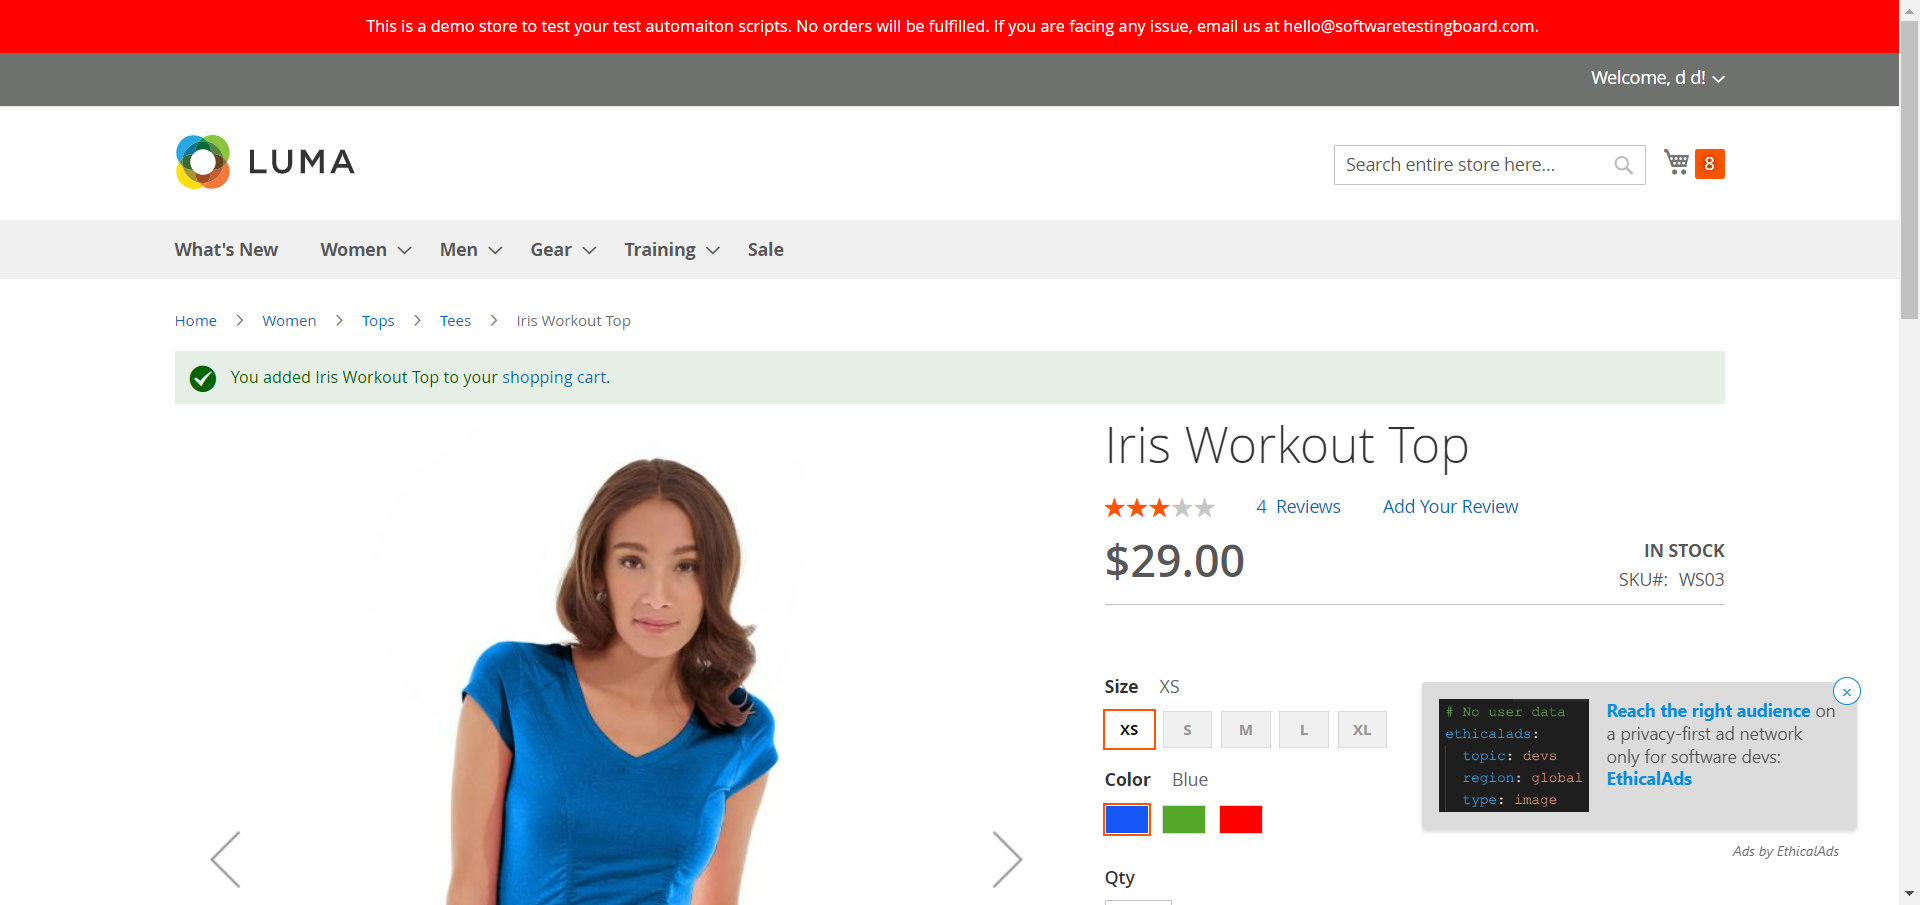 This is a demo store to test your test automaiton scripts. No orders will be fulfilled. If you are facing any issue, email us at hello@softwaretestingboard.com.
Welcome, d d!
LUMA
Search entire store here...
8
What's New
Women
Men
Gear
Training
Sale
Home
Women
Tops
Tees
Iris Workout Top
You added Iris Workout Top to your shopping cart.
Iris Workout Top
4 Reviews
Add Your Review
$29.00
IN STOCK
SKU#: WS03
Size XS
XS
S
M
L
XL
Color Blue
Qty
# No user data
ethicalads:
topic: devs
region: global
type: image
Reach the right audience on
a privacy-first ad network
only for software devs:
EthicalAds
×
Ads by EthicalAds